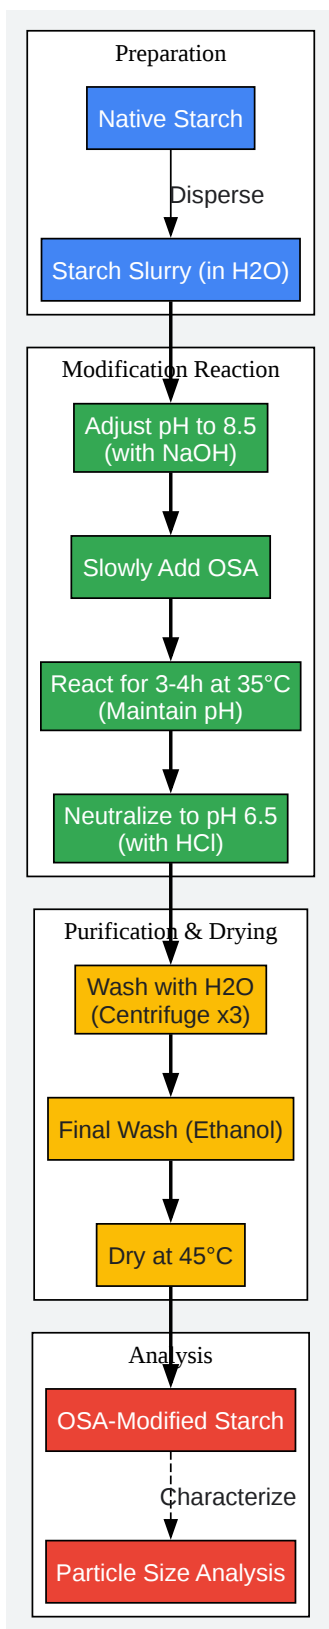 Preparation
Native Starch
Disperse
Starch Slurry (in H2O)
Modification Reaction
Adjust pH to 8.5
(with NaOH)
Slowly Add OSA
React for 3-4h at 35°C
(Maintain pH)
Neutralize to pH 6.5
(with HCl)
Purification & Drying
Wash with H2O
(Centrifuge x3)
Final Wash (Ethanol)
Dry at 45°C
Analysis
OSA-Modified Starch
Characterize
Particle Size Analysis